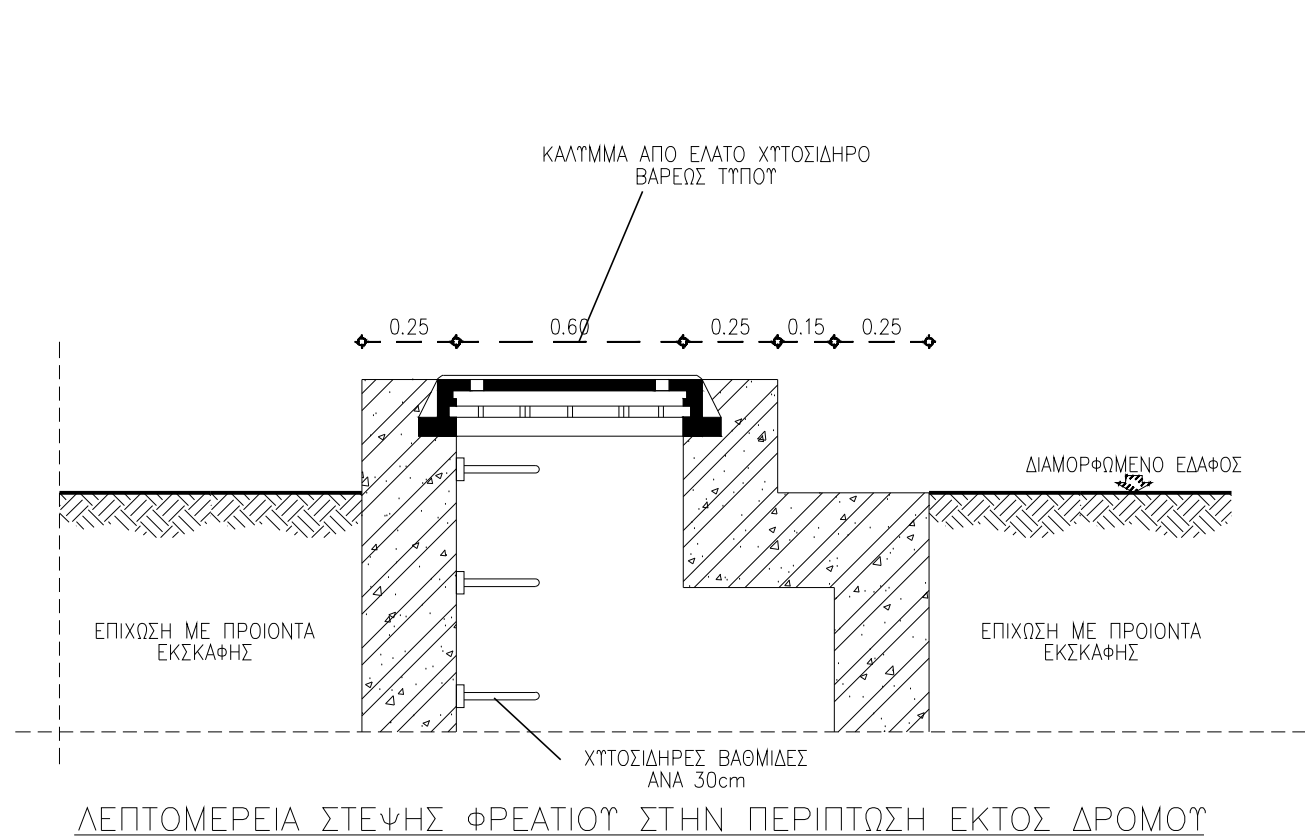 ΚΑΛΥΜΜΑ ΑΠΟ ΕΛΑΤΟ ΧΥΤΟΣΙΔΗΡΟ
ΒΑΡΕΩΣ ΤΥΠΟΥ
0.25 0.60 0.25 0.15 0.25
ΔΙΑΜΟΡΦΩΜΕΝΟ ΕΔΑΦΟΣ
ΕΠΙΧΩΣΗ ΜΕ ΠΡΟΙΟΝΤΑ
ΕΚΣΚΑΦΗΣ
ΕΠΙΧΩΣΗ ΜΕ ΠΡΟΙΟΝΤΑ
ΕΚΣΚΑΦΗΣ
ΧΥΤΟΣΙΔΗΡΕΣ ΒΑΘΜΙΔΕΣ
ΑΝΑ 30cm
ΛΕΠΤΟΜΕΡΕΙΑ ΣΤΕΨΗΣ ΦΡΕΑΤΙΟΥ ΣΤΗΝ ΠΕΡΙΠΤΩΣΗ ΕΚΤΟΣ ΔΡΟΜΟΥ